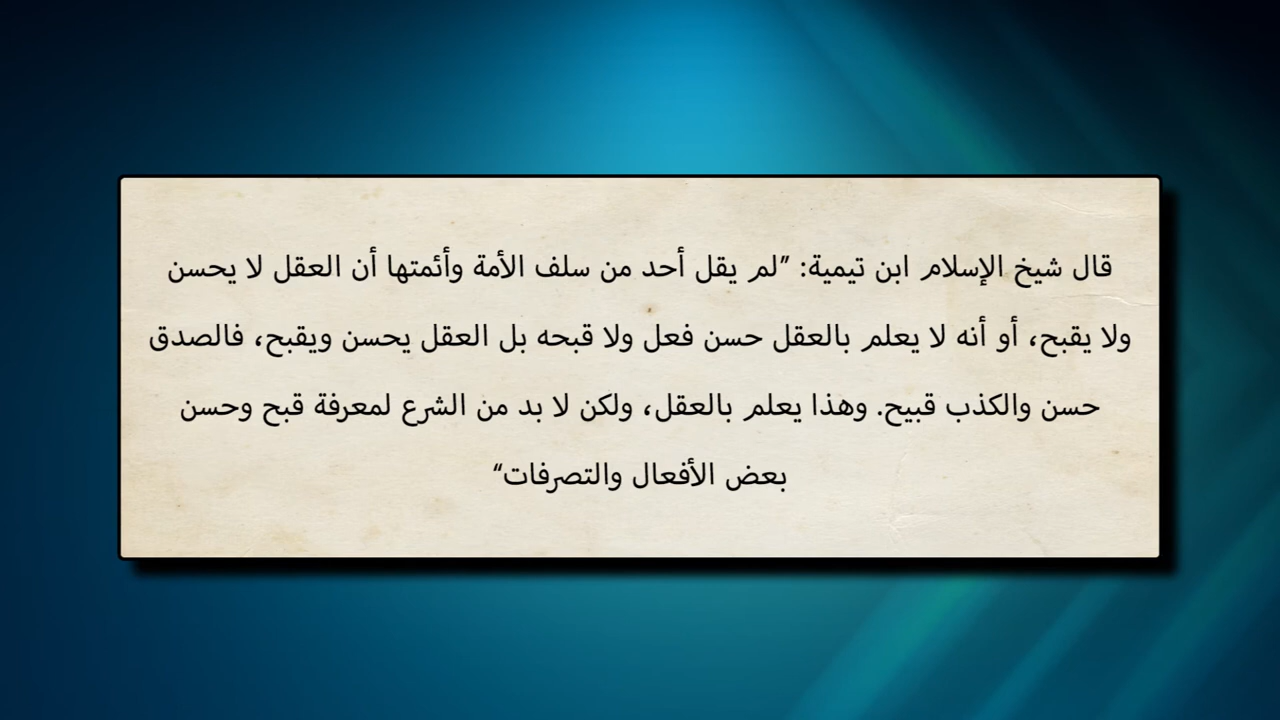 قال شيخ الإسلام ابن تيمية: ”لم يقل أحد من سلف الأمة وأئمتها أن العقل لا يحسن
ولا يقبح، أو أنه لا يعلم بالعقل حسن فعل ولا قبحه بل العقل يحسن ويقبح، فالصدق
حسن والكذب قبيح. وهذا يعلم بالعقل، ولكن لا بد من الشرع لمعرفة قبح وحسن
بعض الأفعال والتصرفات“